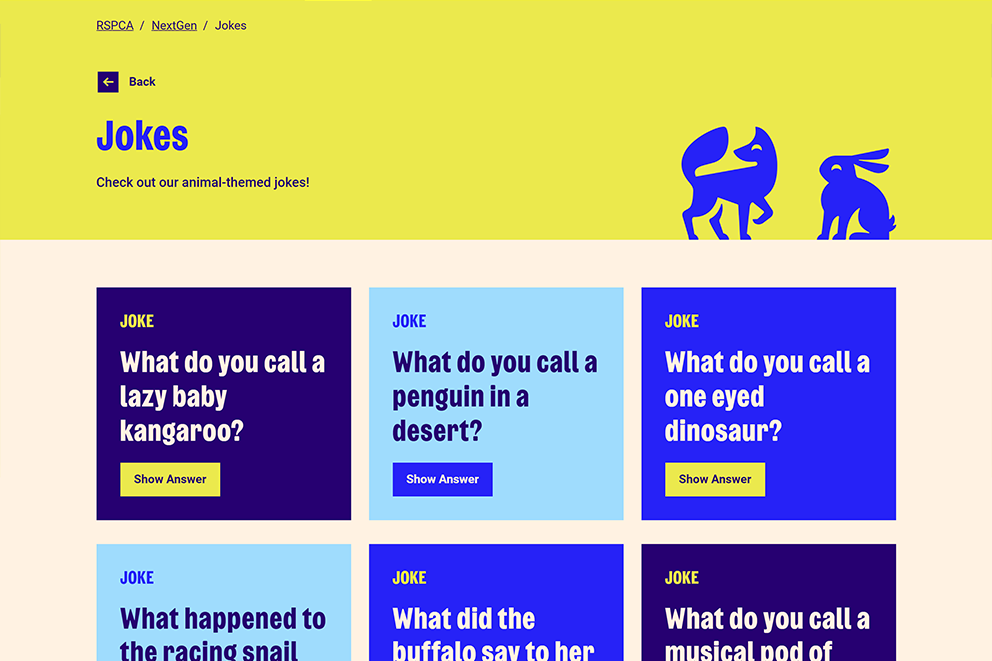 RSPCA / NextGen / Jokes
Back
Jokes
Check out our animal-themed jokes!
JOKE
What do you call a
lazy baby
kangaroo?
Show Answer
JOKE
What do you call a
penguin in a
desert?
Show Answer
JOKE
What do you call a
one eyed
dinosaur?
Show Answer
JOKE
What happened to
the racing snail
JOKE
What did the
buffalo say to her
JOKE
What do you call a
musical pod of